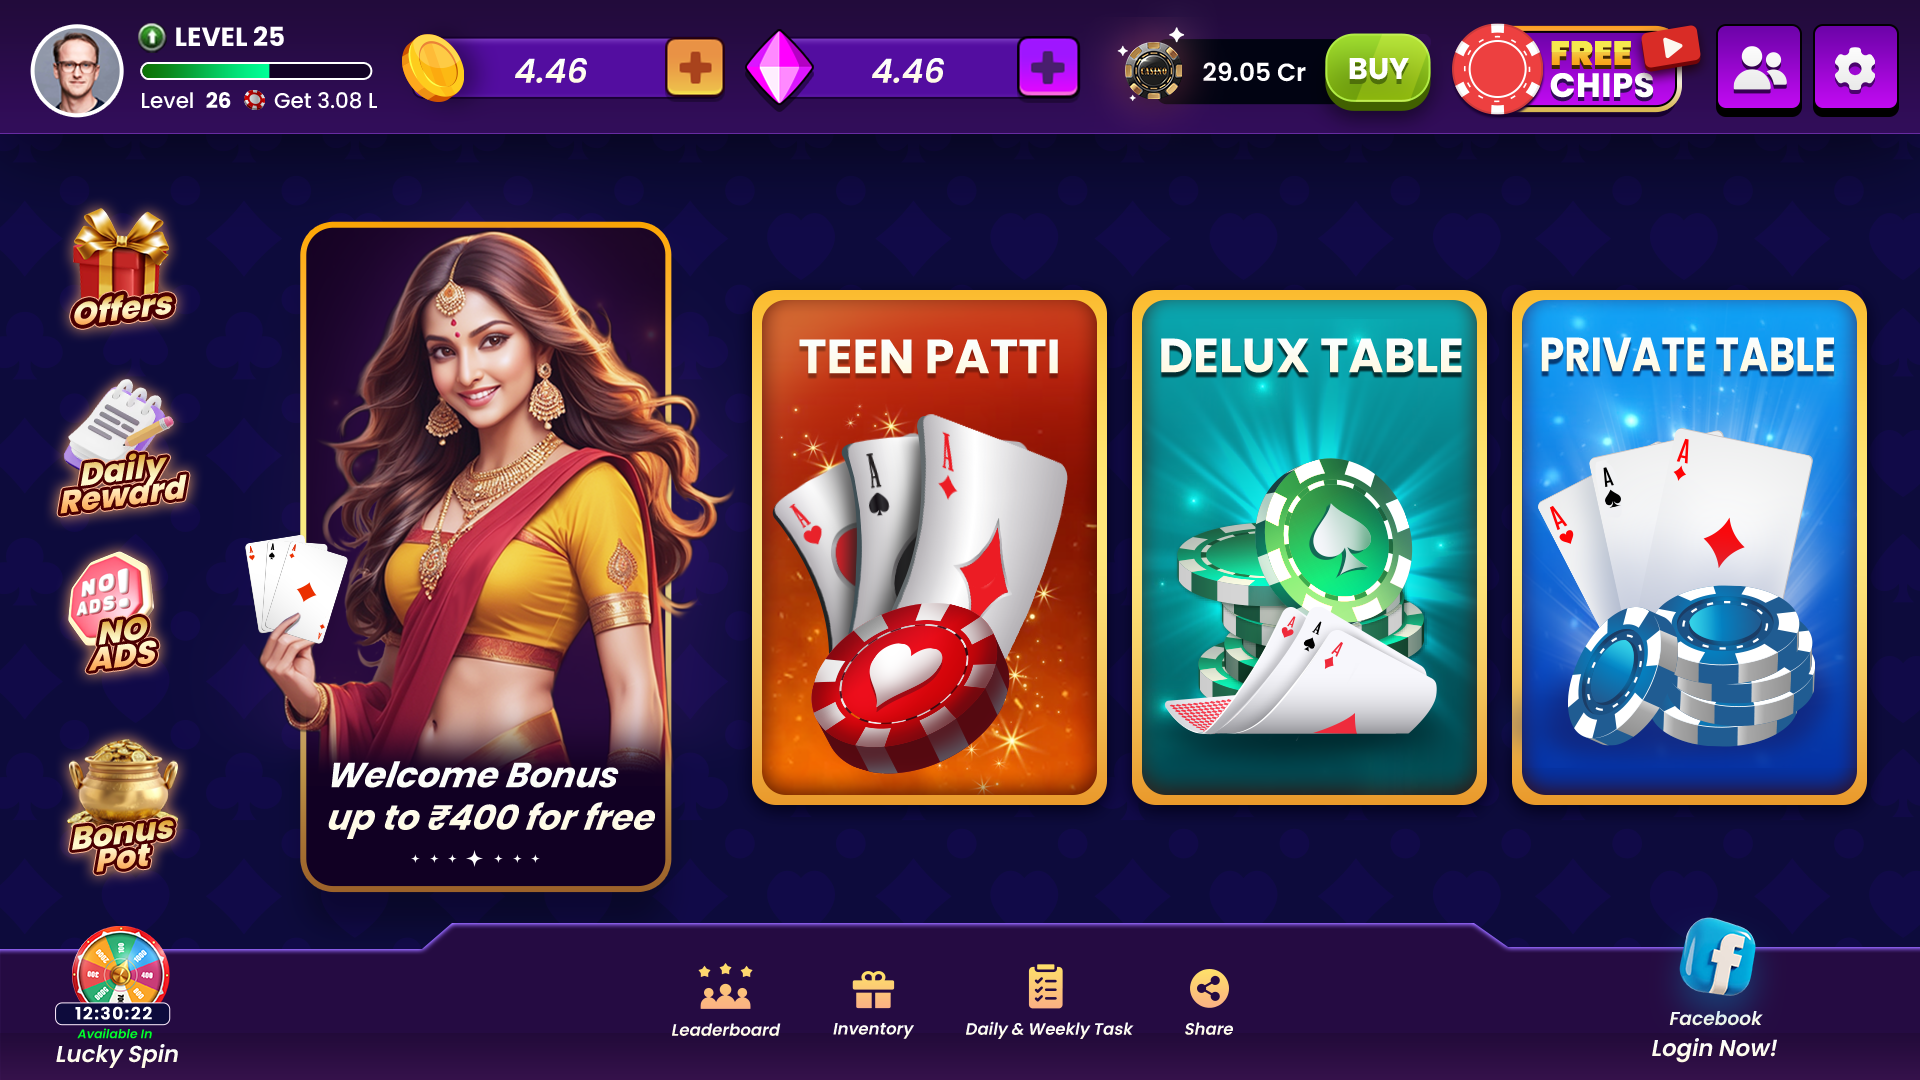 LEVEL 25
Level 26 Get 3.08 L
4.46
4.46
CASINO
29.05 Cr
BUY
FREE
CHIPS
Offers
Daily
Reward
NO!
ADS:
NO
ADS
Bonus
Pot
Welcome Bonus
up to ₹400 for free
TEEN PATTI
A
A
A
DELUX TABLE
A
A
A
PRIVATE TABLE
A
A
A
12:30:22
Available In
Lucky Spin
Leaderboard
Inventory
Daily & Weekly Task
Share
f
Facebook
Login Now!